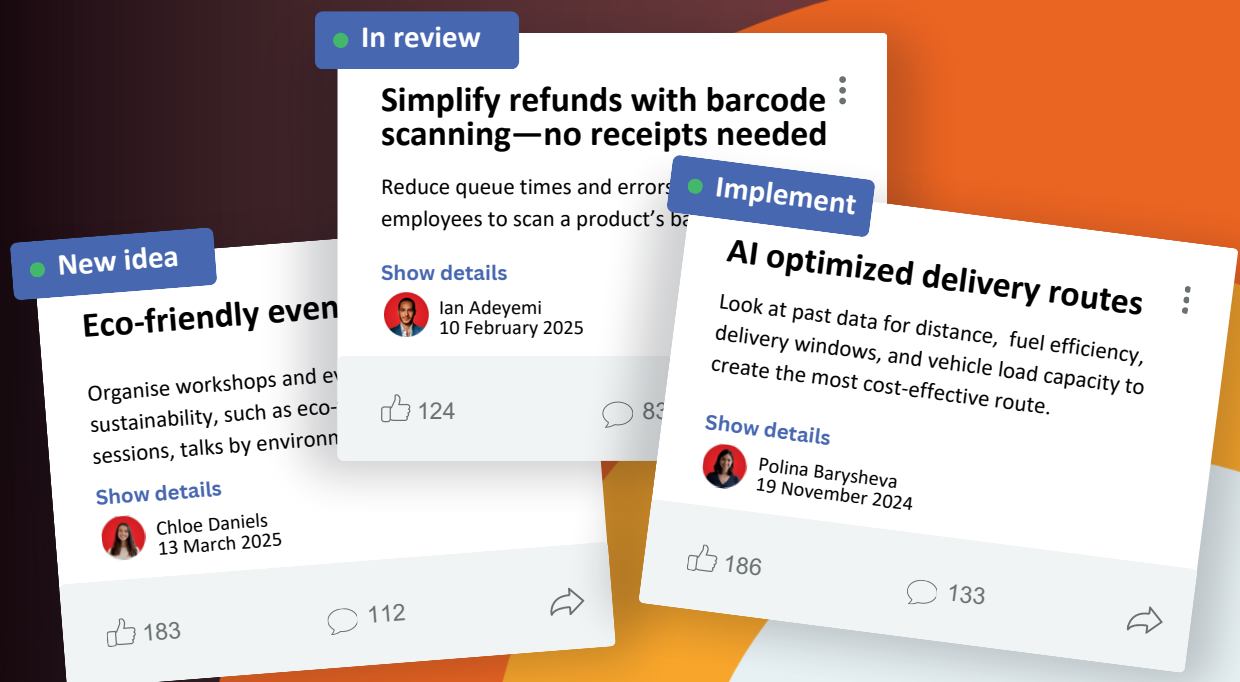 In review
Simplify refunds with barcode
scanning—no receipts needed
Reduce queue times and errors
employees to scan a product's
Show details
Ian Adeyemi
10 February 2025
124
83
New idea
Eco-friendly
Organise workshops and
sustainability, such as eco-
sessions, talks by
Show details
Chloe Daniels
13 March 2025
183
112
Implement
AI optimized delivery routes
Look at past data for distance, fuel efficiency,
delivery windows, and vehicle load capacity to
create the most cost-effective route.
Show details
Polina Barysheva
19 November 2024
186
133